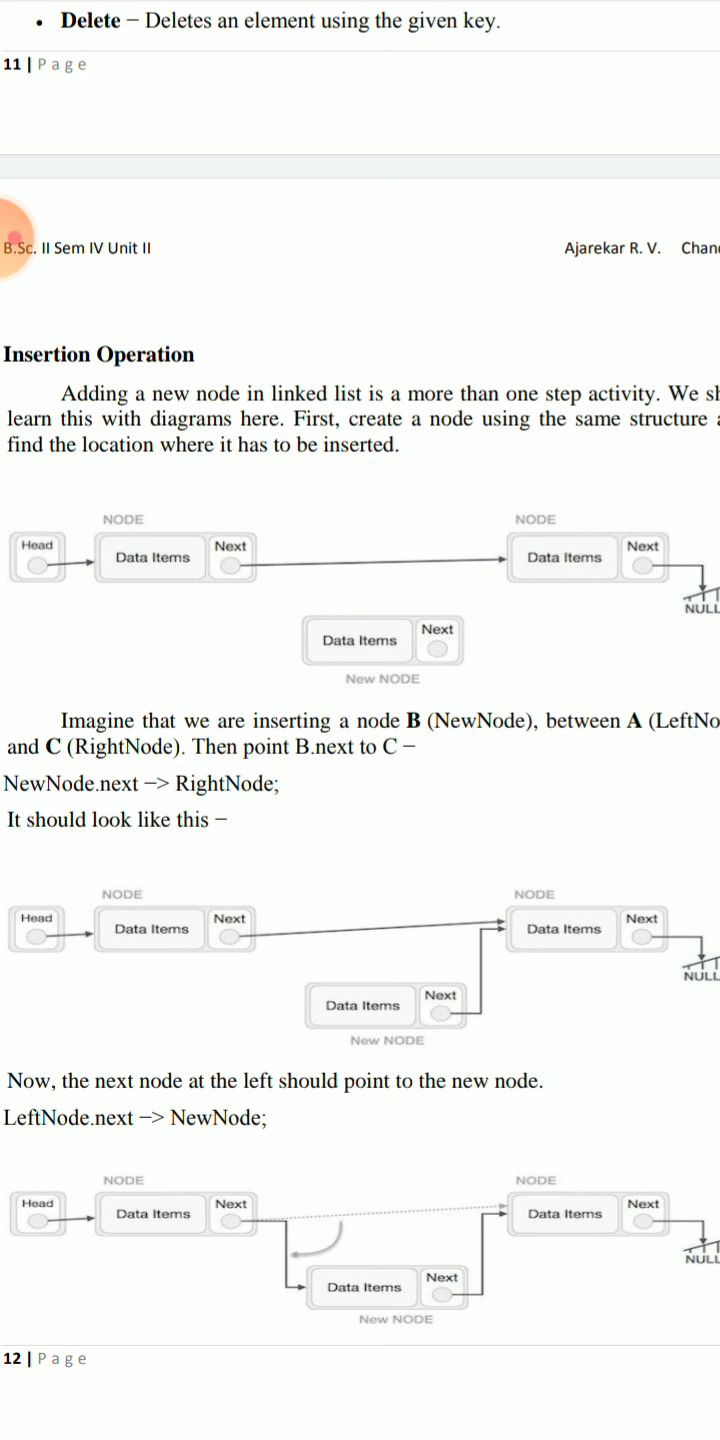 • Delete − Deletes an element using the given key.
11 | P a g e
B.Sc. II Sem IV Unit II Ajarekar R. V.
Insertion Operation
Adding a new node in linked list is a more than one step activity. We
learn this with diagrams here. First, create a node using the same structure
find the location where it has to be inserted.
NODE NODE
Head Data Items Next Data Items Next
NULL
Data Items Next
New NODE
Imagine that we are inserting a node B (NewNode), between A
and C (RightNode). Then point B.next to C −
NewNode.next −> RightNode;
It should look like this −
NODE NODE
Head Data Items Next Data Items Next
NULL
Data Items Next
New NODE
Now, the next node at the left should point to the new node.
LeftNode.next −> NewNode;
NODE NODE
Head Data Items Next Data Items Next
NULL
Data Items Next
New NODE
12 | P a g e